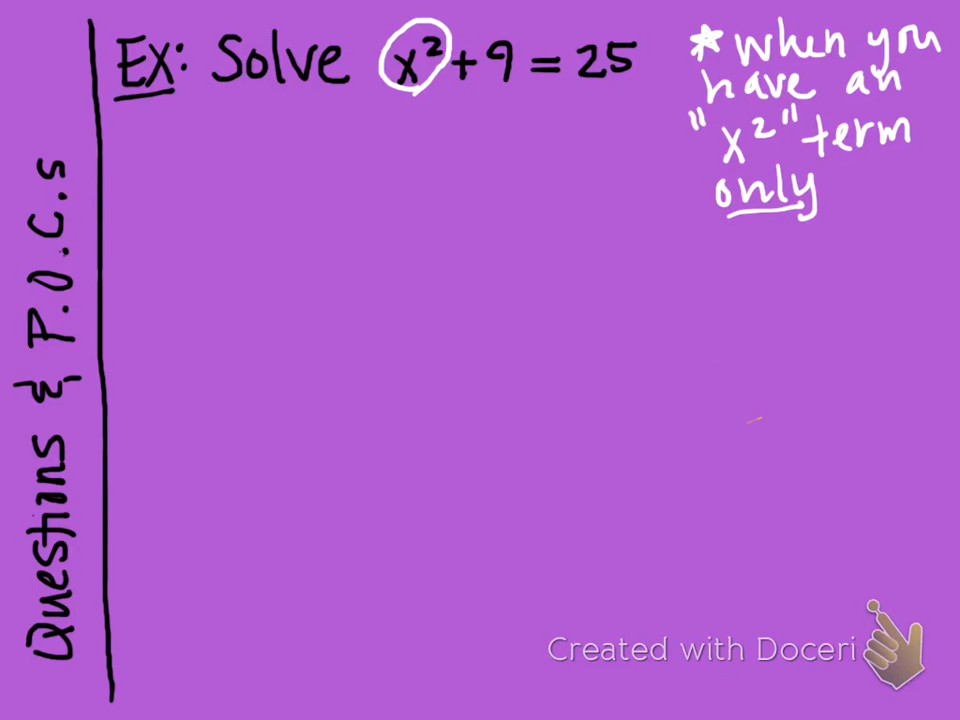 EX: Solve x² + 9 = 25
* when you
have an
"x²" term
only
Questions & P.O.C.s
Created with Doceri